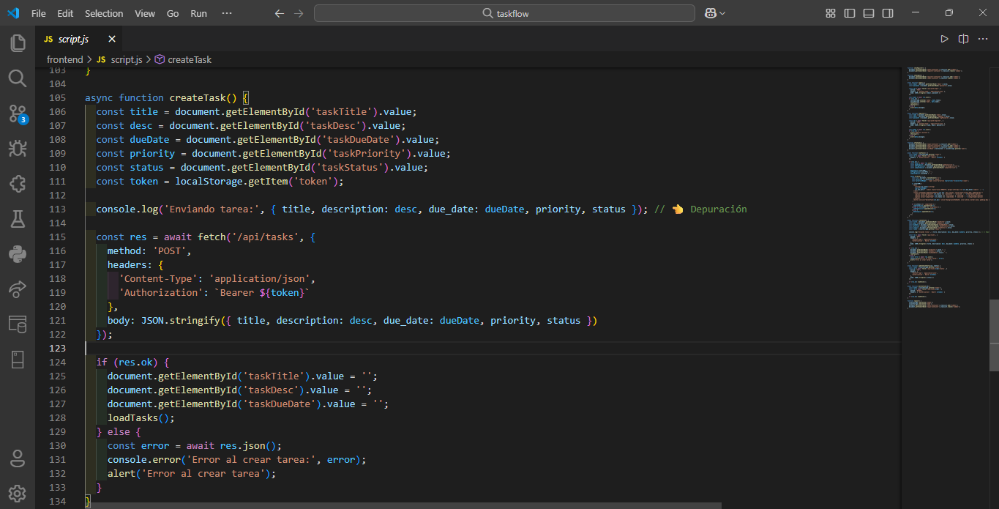 File Edit Selection View Go Run ··· taskflow
JS script.js
frontend > JS script.js > createTask
3
103 }
104
105 async function createTask() {
106 const title = document.getElementById('taskTitle').value;
107 const desc = document.getElementById('taskDesc').value;
108 const dueDate = document.getElementById('taskDueDate').value;
109 const priority = document.getElementById('taskPriority').value;
110 const status = document.getElementById('taskStatus').value;
111 const token = localStorage.getItem('token');
112
113 console.log('Enviando tarea:', { title, description: desc, due_date: dueDate, priority, status }); // 👈 Depuración
114
115 const res = await fetch('/api/tasks', {
116 method: 'POST',
117 headers: {
118 'Content-Type': 'application/json',
119 'Authorization': `Bearer ${token}`
120 },
121 body: JSON.stringify({ title, description: desc, due_date: dueDate, priority, status })
122 });
123
124 if (res.ok) {
125 document.getElementById('taskTitle').value = '';
126 document.getElementById('taskDesc').value = '';
127 document.getElementById('taskDueDate').value = '';
128 loadTasks();
129 } else {
130 const error = await res.json();
131 console.error('Error al crear tarea:', error);
132 alert('Error al crear tarea');
133 }
134 }